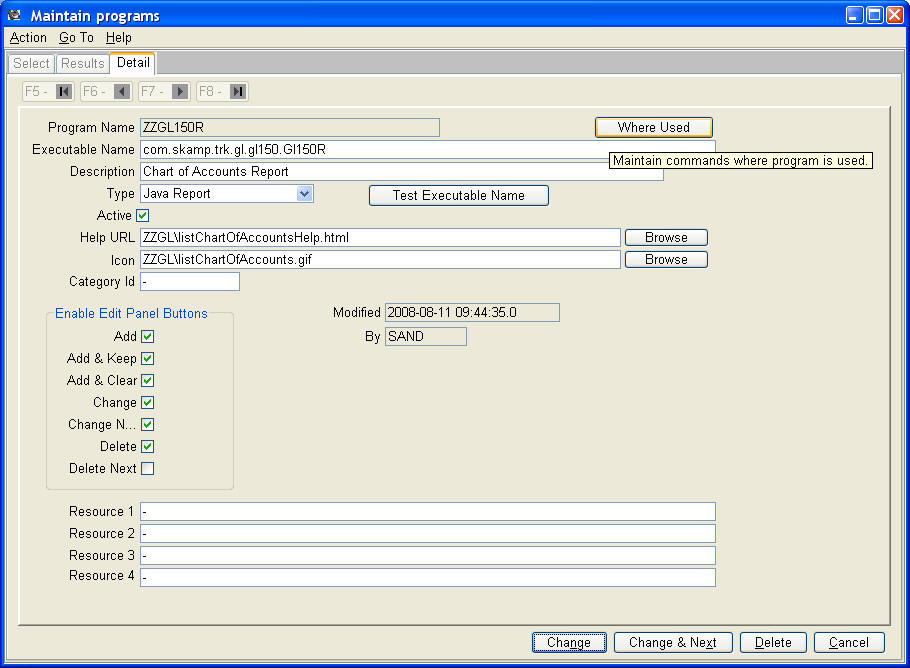 Maintain programs
Action Go To Help
Select Results Detail
F5 - F6 - F7 - F8 -
Program Name ZZGL150R Where Used
Executable Name com.skamp.trk.gl.gl150.Gl150R
Maintain commands where program is used.
Description Chart of Accounts Report
Type Java Report Test Executable Name
Active
Help URL ZZGL\listChartOfAccountsHelp.html Browse
Icon ZZGL\listChartOfAccounts.gif Browse
Category Id -
Enable Edit Panel Buttons Modified 2008-08-11 09:44:35.0
Add By SAND
Add & Keep
Add & Clear
Change
Change N...
Delete
Delete Next
Resource 1 -
Resource 2 -
Resource 3 -
Resource 4 -
Change Change & Next Delete Cancel